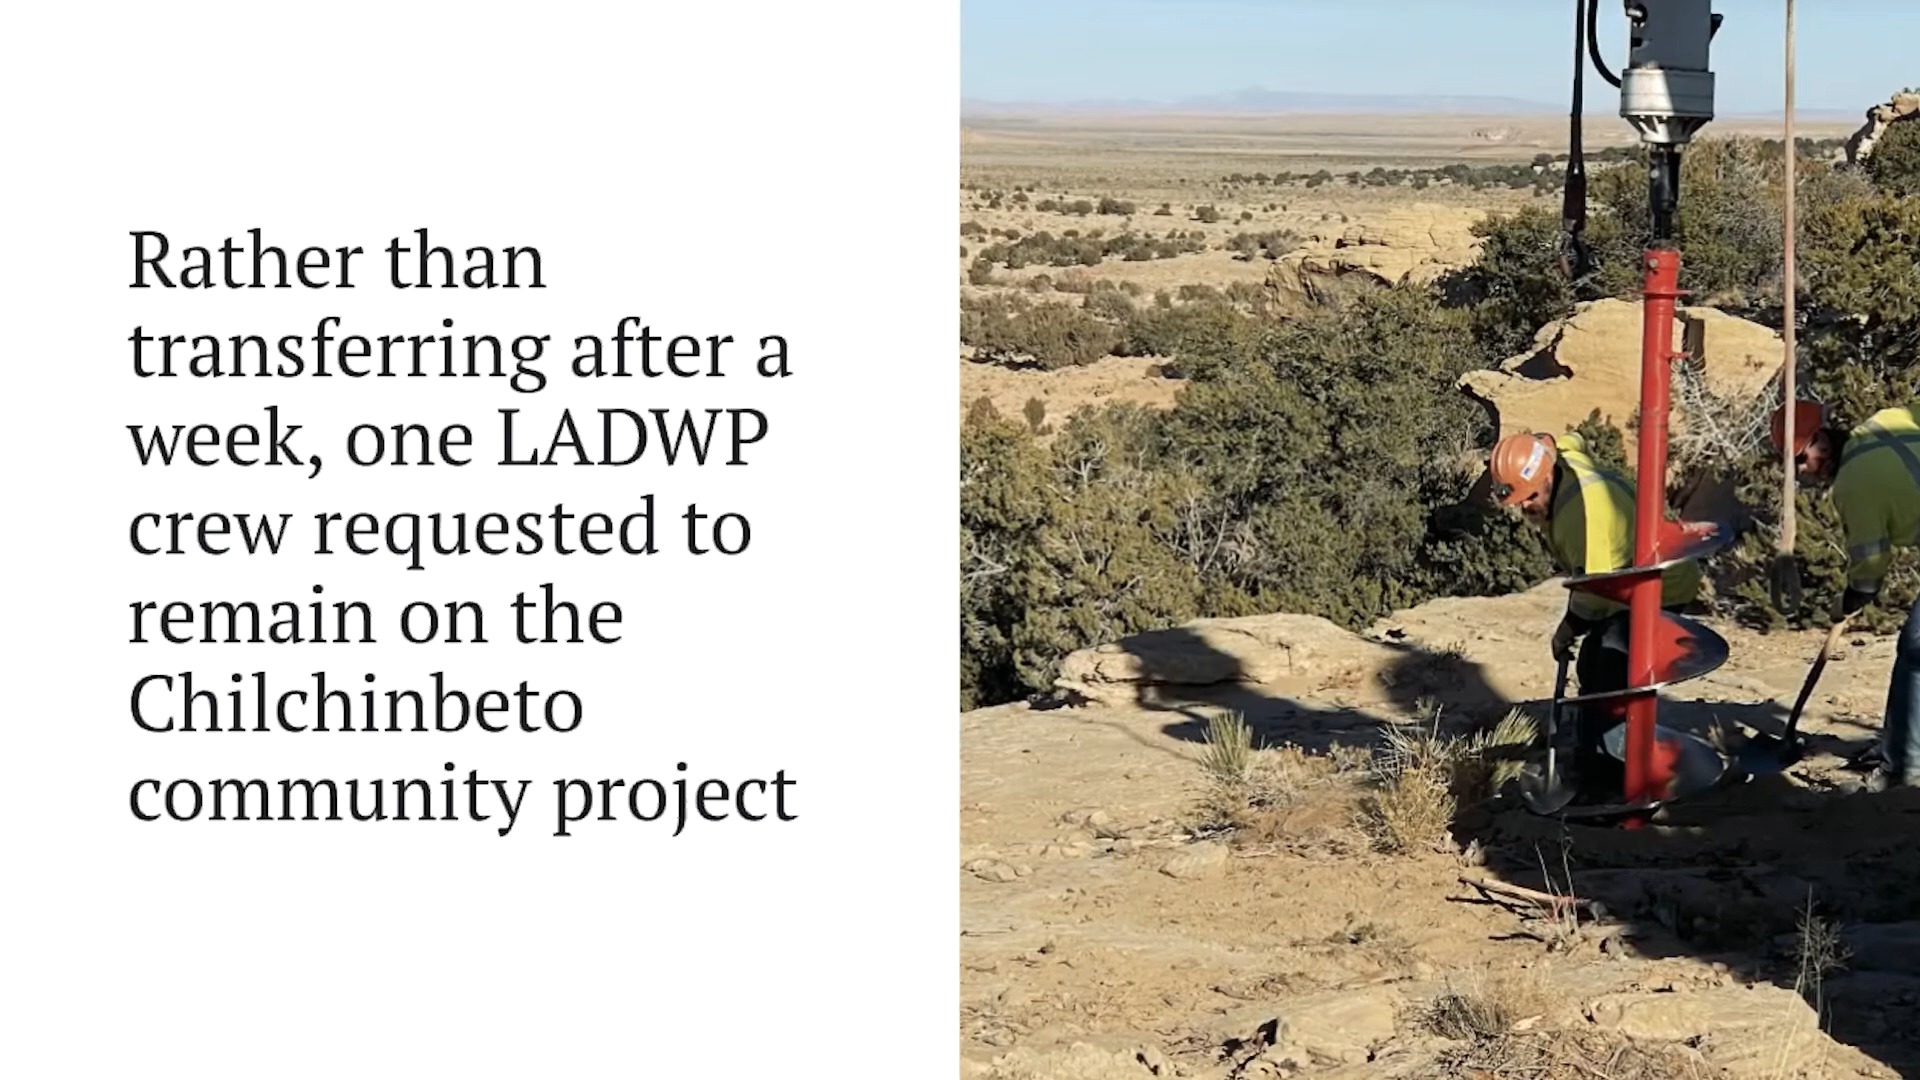 Rather than
transferring after a
week, one LADWP
crew requested to
remain on the
Chilchinbeto
community project